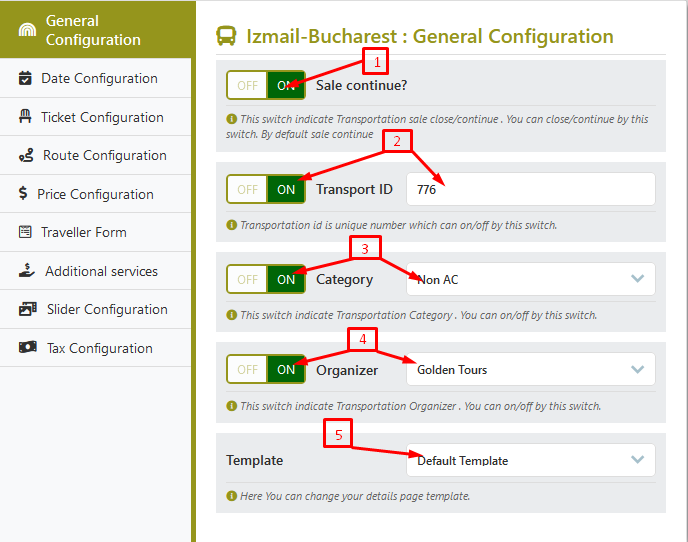 General
Configuration
Date Configuration
Ticket Configuration
Route Configuration
Price Configuration
Traveller Form
Additional services
Slider Configuration
Tax Configuration
Izmail-Bucharest : General Configuration
1
OFF ON Sale continue?
This switch indicate Transportation sale close/continue . You can close/continue by this
switch. By default sale continue
2
OFF ON Transport ID 776
Transportation id is unique number which can on/off by this switch.
3
OFF ON Category Non AC
This switch indicate Transportation Category . You can on/off by this switch.
4
OFF ON Organizer Golden Tours
This switch indicate Transportation Organizer . You can on/off by this switch.
5
Template Default Template
Here You can change your details page template.